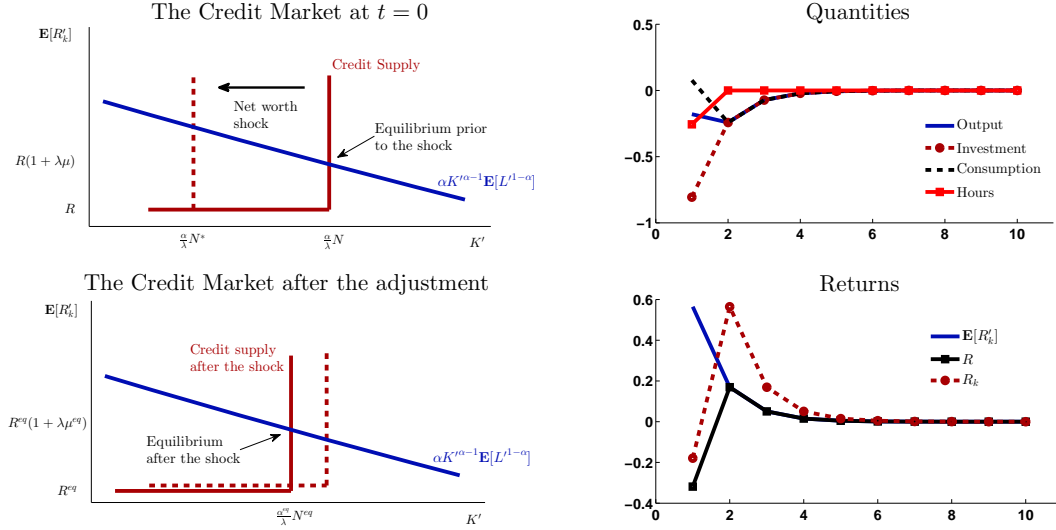 The Credit Market at t = 0
E[R′_k]
Credit Supply
Net worth
shock
Equilibrium prior
to the shock
R(1 + λμ)
αK′^{α−1}E[L′^{1−α}]
R
α/λ N*
α/λ N
K′
Quantities
0.5
0
−0.5
−1
0
2
4
6
8
10
Output
Investment
Consumption
Hours
The Credit Market after the adjustment
E[R′_k]
Credit supply
after the shock
R^{eq}(1 + λμ^{eq})
Equilibrium
after the shock
αK′^{α−1}E[L′^{1−α}]
R^{eq}
α^{eq}/λ N^{eq}
K′
Returns
0.6
0.4
0.2
0
−0.2
−0.4
0
2
4
6
8
10
E[R′_k]
R
R_k